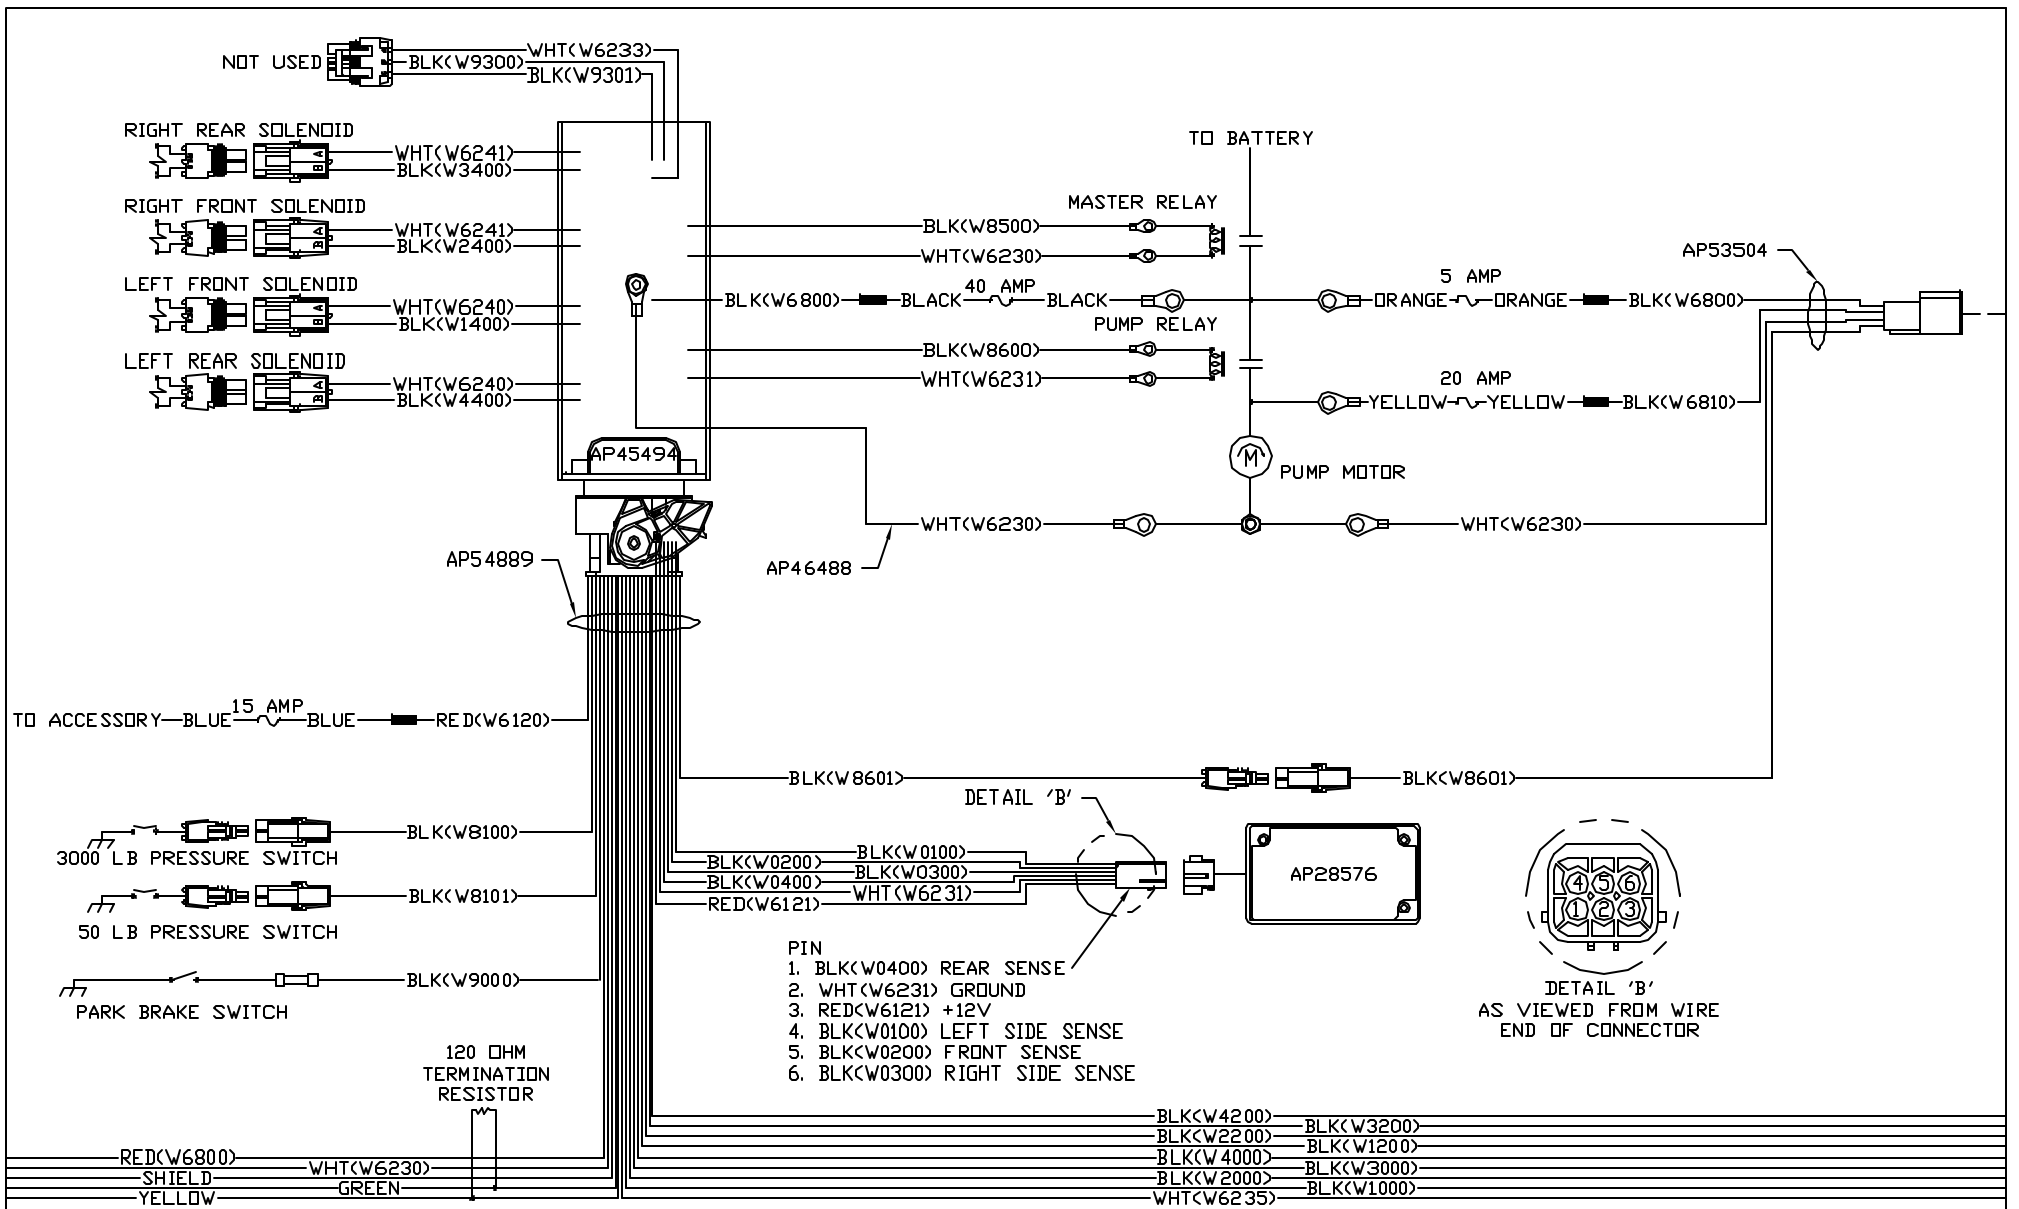 WHT(W6233)
NOT USED
BLK(W9300)
BLK(W9301)
RIGHT REAR SOLENOID
WHT(W6241)
A
B
BLK(W3400)
RIGHT FRONT SOLENOID
WHT(W6241)
A
B
BLK(W2400)
LEFT FRONT SOLENOID
WHT(W6240)
A
B
BLK(W1400)
LEFT REAR SOLENOID
WHT(W6240)
A
B
BLK(W4400)
AP45494
TO BATTERY
MASTER RELAY
BLK(W8500)
WHT(W6230)
40 AMP
BLK(W6800) BLACK BLACK
PUMP RELAY
BLK(W8600)
WHT(W6231)
AP53504
5 AMP
ORANGE ORANGE BLK(W6800)
20 AMP
YELLOW YELLOW BLK(W6810)
M
PUMP MOTOR
WHT(W6230)
WHT(W6230)
AP46488
AP54889
15 AMP
TO ACCESSORY BLUE BLUE RED(W6120)
BLK(W8601)
BLK(W8601)
DETAIL 'B'
BLK(W8100)
3000 LB PRESSURE SWITCH
BLK(W8101)
50 LB PRESSURE SWITCH
BLK(W9000)
PARK BRAKE SWITCH
BLK(W0100)
BLK(W0200)
BLK(W0300)
BLK(W0400)
WHT(W6231)
RED(W6121)
AP28576
4 5 6
1 2 3
DETAIL 'B'
AS VIEWED FROM WIRE
END OF CONNECTOR
PIN
1. BLK(W0400) REAR SENSE
2. WHT(W6231) GROUND
3. RED(W6121) +12V
4. BLK(W0100) LEFT SIDE SENSE
5. BLK(W0200) FRONT SENSE
6. BLK(W0300) RIGHT SIDE SENSE
120 OHM
TERMINATION
RESISTOR
RED(W6800)
WHT(W6230)
SHIELD
GREEN
YELLOW
BLK(W4200)
BLK(W3200)
BLK(W2200)
BLK(W1200)
BLK(W4000)
BLK(W3000)
BLK(W2000)
BLK(W1000)
WHT(W6235)